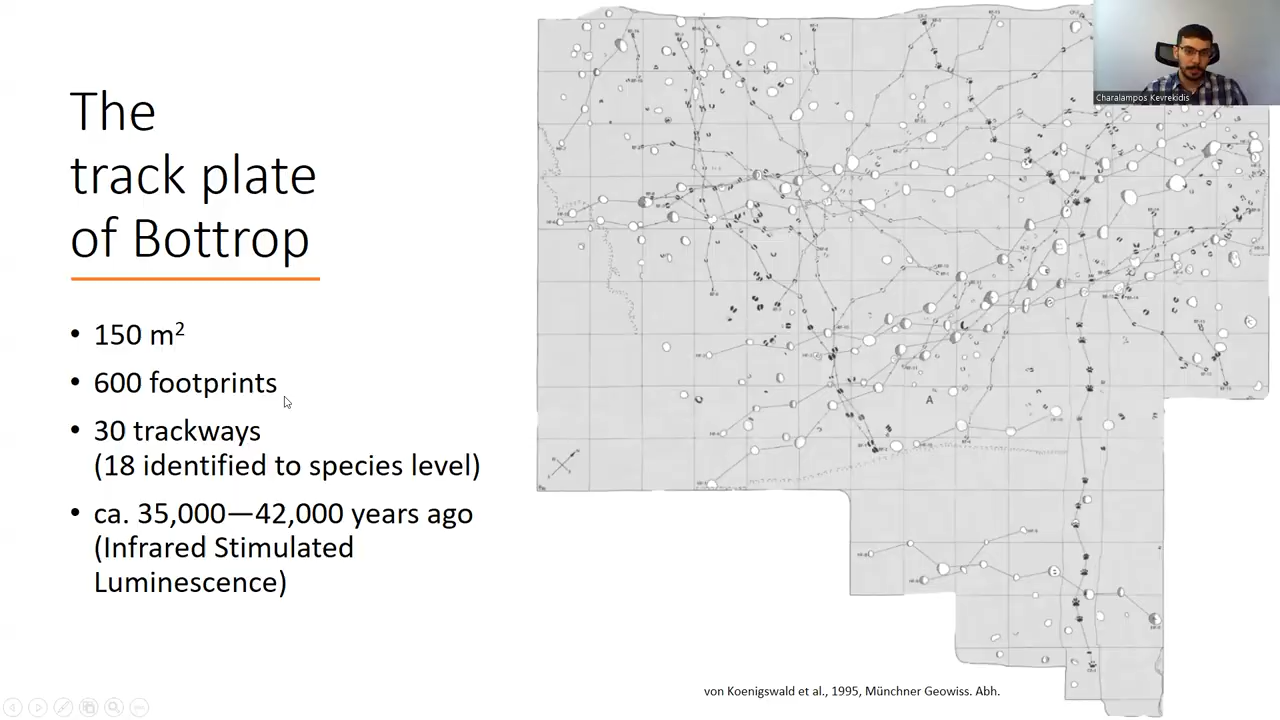 The
track plate
of Bottrop
• 150 m²
• 600 footprints
• 30 trackways
(18 identified to species level)
• ca. 35,000—42,000 years ago
(Infrared Stimulated
Luminescence)
Charalampos Kevrekidis
A
von Koenigswald et al., 1995, Münchner Geowiss. Abh.